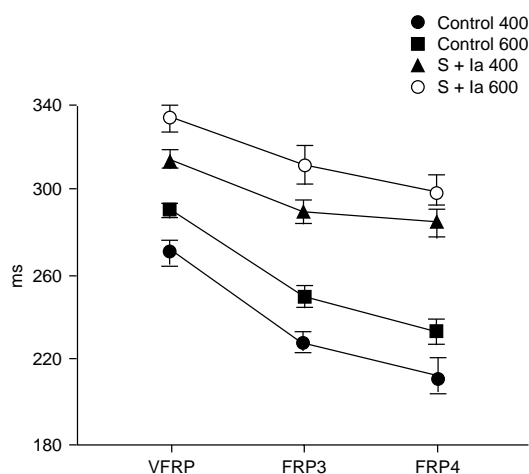 Control 400
Control 600
S + Ia 400
S + Ia 600
340
300
260
220
180
ms
VFRP FRP3 FRP4